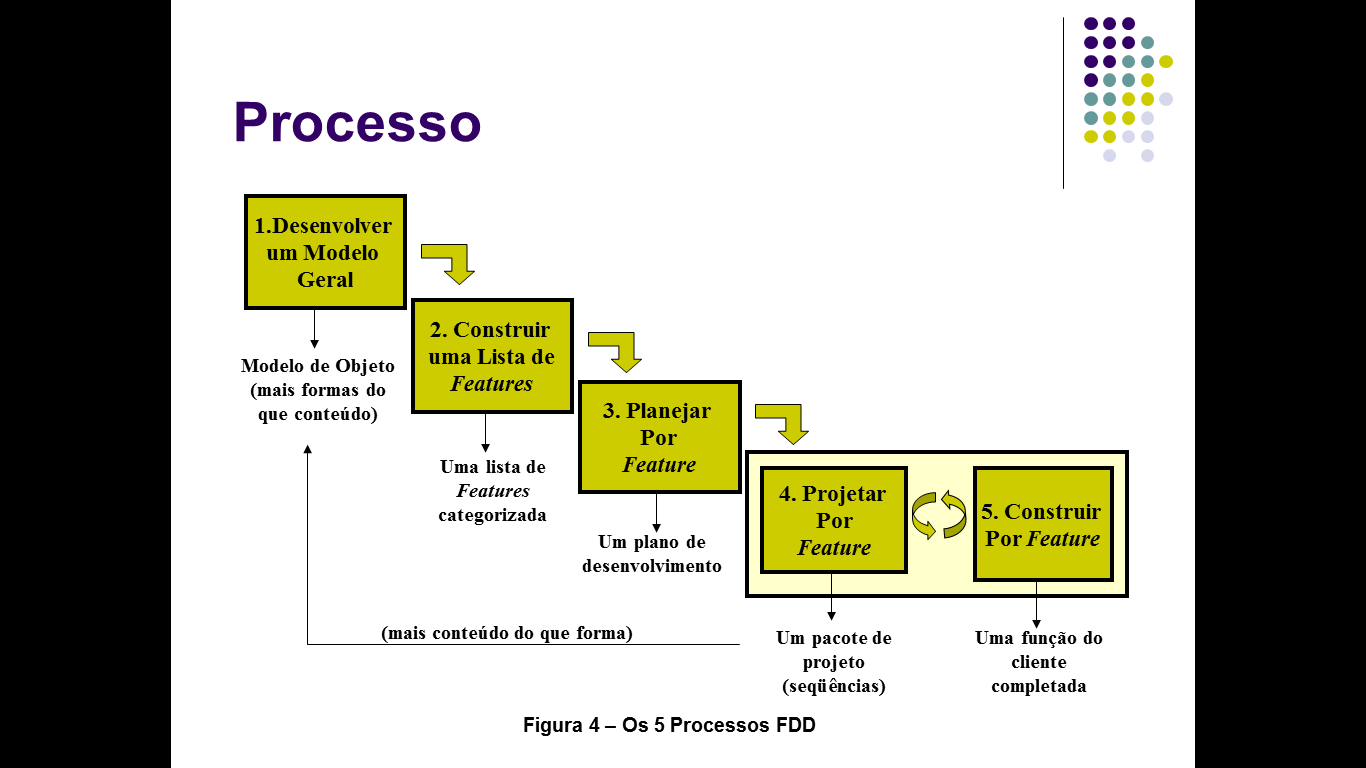 Processo
1.Desenvolver
um Modelo
Geral
Modelo de Objeto
(mais formas do
que conteúdo)
2. Construir
uma Lista de
Features
Uma lista de
Features
categorizada
3. Planejar
Por
Feature
Um plano de
desenvolvimento
4. Projetar
Por
Feature
5. Construir
Por Feature
(mais conteúdo do que forma)
Um pacote de
projeto
(seqüências)
Uma função do
cliente
completada
Figura 4 – Os 5 Processos FDD